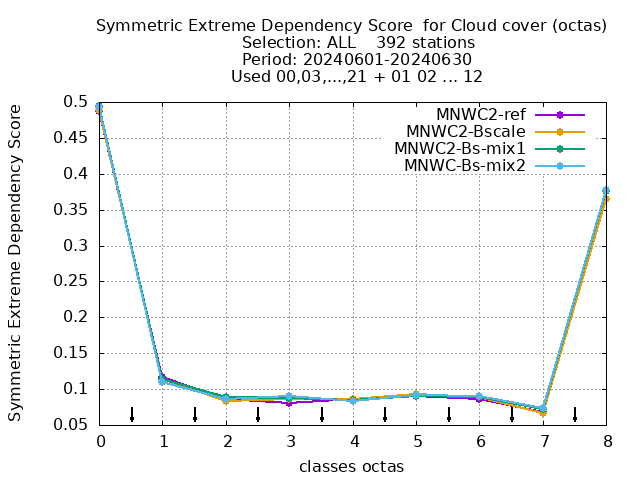 Symmetric Extreme Dependency Score  for Cloud cover (octas)
Selection: ALL    392 stations
Period: 20240601-20240630
Used 00,03,...,21 + 01 02 ... 12
Symmetric Extreme Dependency Score
0.5
0.45
0.4
0.35
0.3
0.25
0.2
0.15
0.1
0.05
MNWC2-ref
MNWC2-Bscale
MNWC2-Bs-mix1
MNWC-Bs-mix2
0 1 2 3 4 5 6 7 8
classes octas